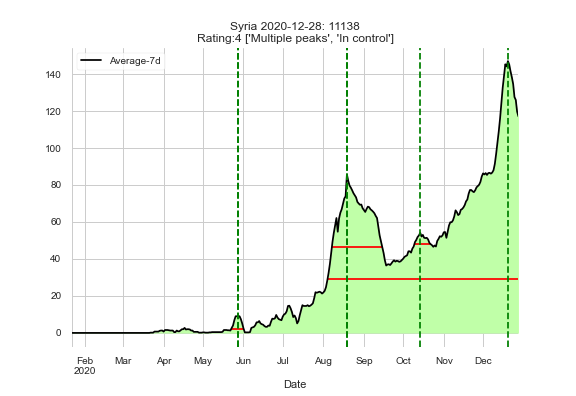 Syria 2020-12-28: 11138
Rating:4 ['Multiple peaks', 'In control']
Average-7d
140
120
100
80
60
40
20
0
Feb Mar Apr May Jun Jul Aug Sep Oct Nov Dec
2020
Date